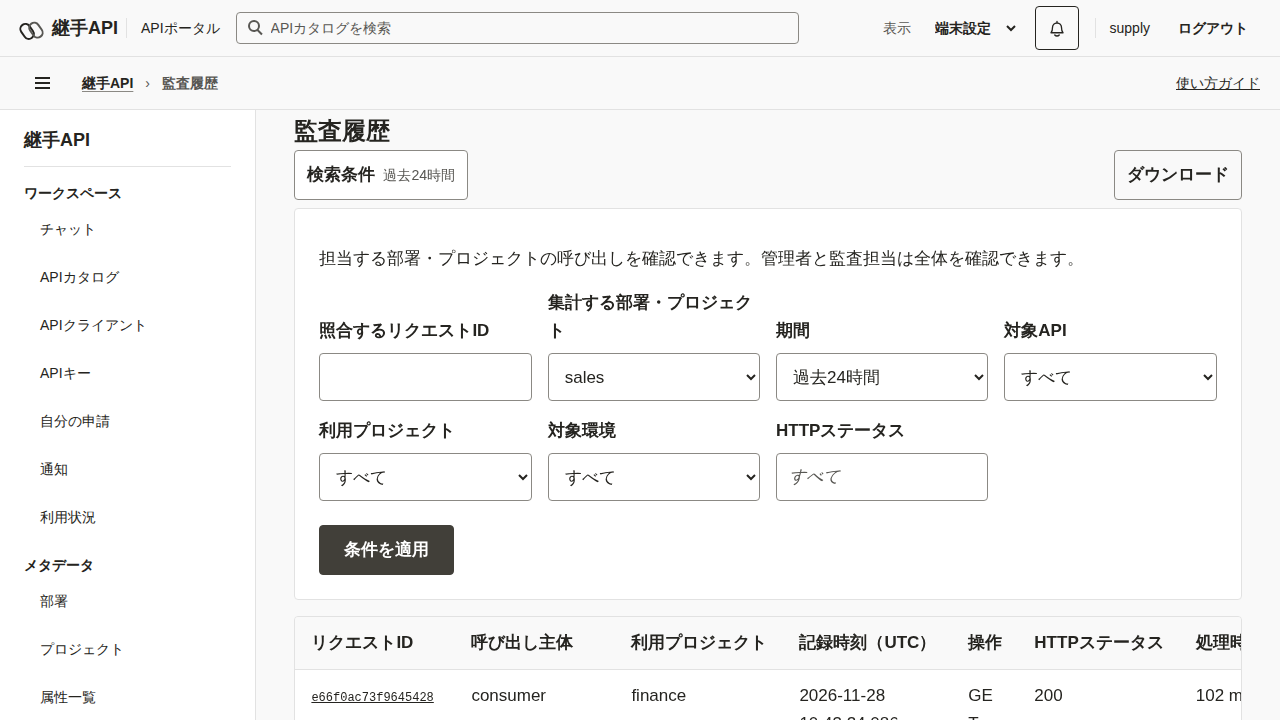 継手API APIポータル APIカタログを検索 表示 端末設定 supply ログアウト
継手API › 監査履歴 使い方ガイド
継手API
ワークスペース
チャット
APIカタログ
APIクライアント
APIキー
自分の申請
通知
利用状況
メタデータ
部署
プロジェクト
属性一覧
監査履歴
検索条件 過去24時間 ダウンロード
担当する部署・プロジェクトの呼び出しを確認できます。管理者と監査担当は全体を確認できます。
照合するリクエストID
集計する部署・プロジェク
ト
sales
期間
過去24時間
対象API
すべて
利用プロジェクト
すべて
対象環境
すべて
HTTPステータス
すべて
条件を適用
リクエストID 呼び出し主体 利用プロジェクト 記録時刻（UTC） 操作 HTTPステータス 処理時
e66f0ac73f9645428 consumer finance 2026-11-28 GE 200 102 m